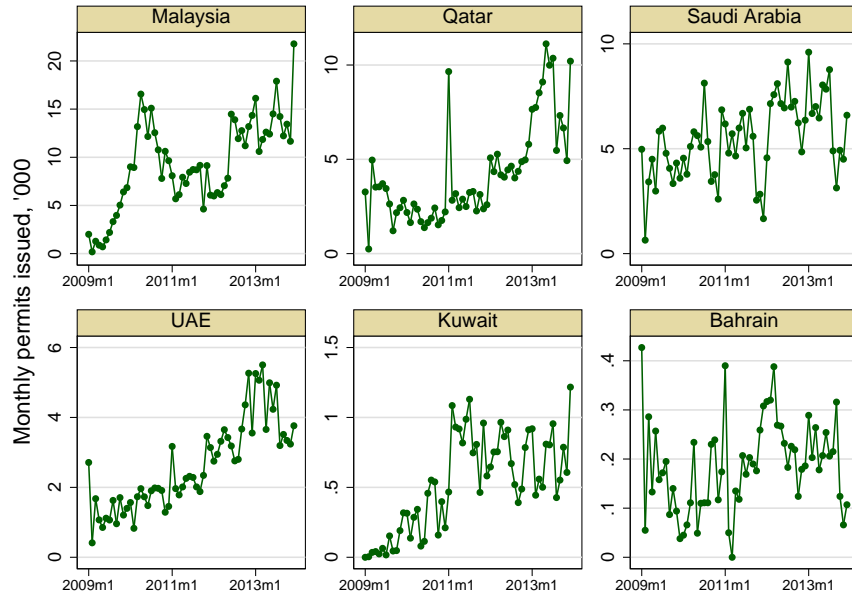 Monthly permits issued, '000
Malaysia
20
15
10
5
0
2009m1 2011m1 2013m1
Qatar
10
5
0
2009m1 2011m1 2013m1
Saudi Arabia
10
5
0
2009m1 2011m1 2013m1
UAE
6
4
2
0
2009m1 2011m1 2013m1
Kuwait
1.5
1
.5
0
2009m1 2011m1 2013m1
Bahrain
.4
.3
.2
.1
0
2009m1 2011m1 2013m1